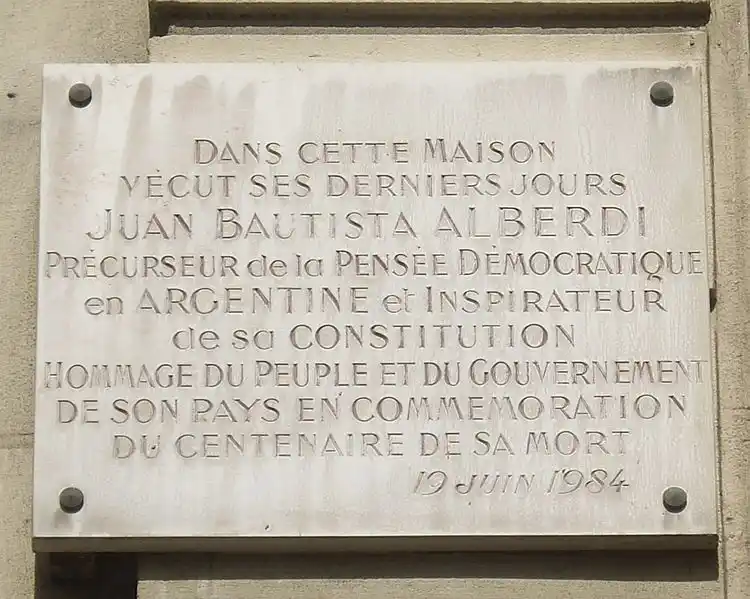 DANS CETTE MAISON
VÉCUT SES DERNIERS JOURS
JUAN BAUTISTA ALBERDI
PRÉCURSEUR de la PENSÉE DÉMOCRATIQUE
en ARGENTINE et INSPIRATEUR
de sa CONSTITUTION
HOMMAGE DU PEUPLE ET DU GOUVERNEMENT
DE SON PAYS EN COMMEMORATION
DU CENTENAIRE DE SA MORT
19 JUIN 1984